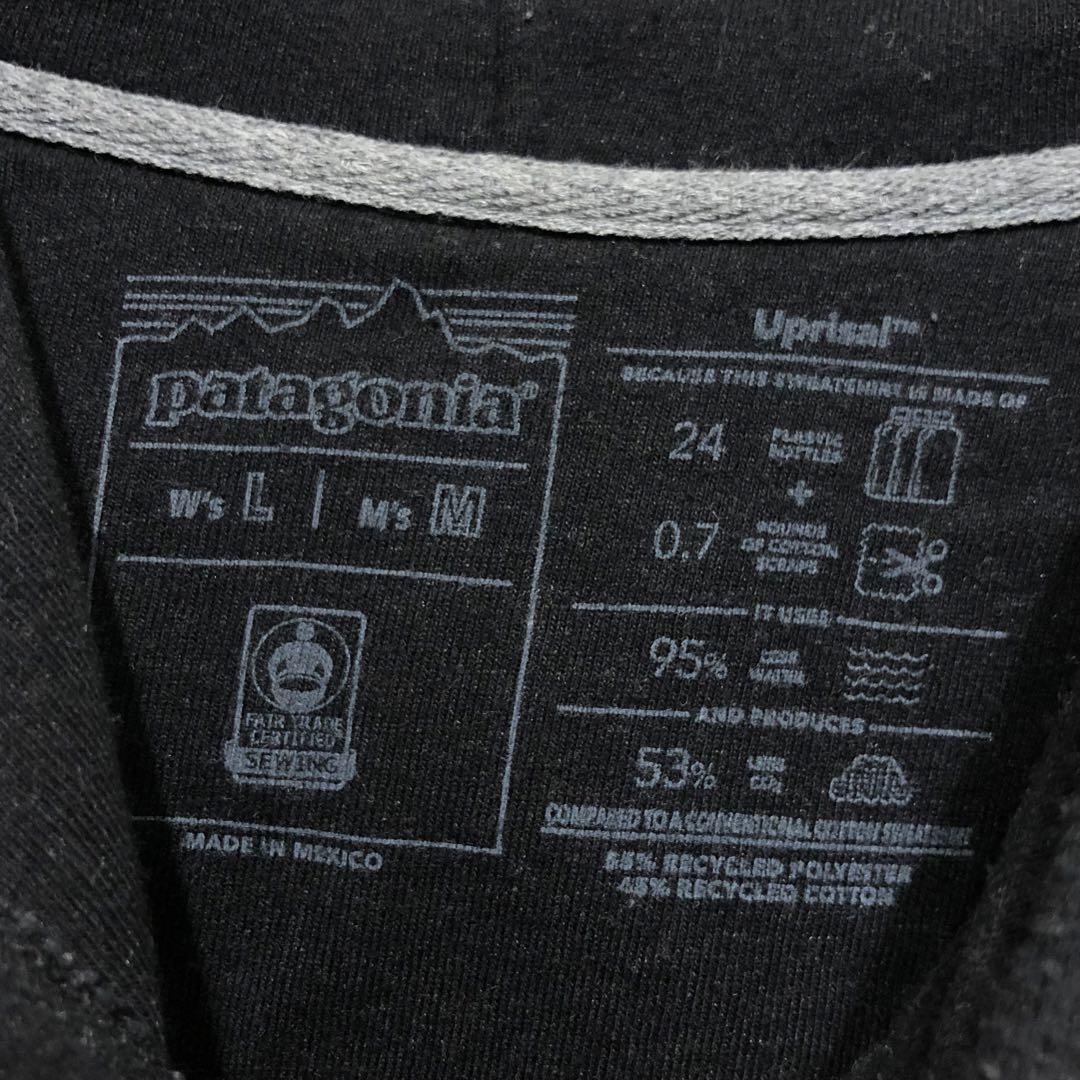 patagonia®
W's L | M's M
FAIR TRADE
CERTIFIED
SEWING
MADE IN MEXICO
Uprisal™
BECAUSE THIS SWEATSHIRT IS MADE OF
24 PLASTIC BOTTLES
+
0.7 POUNDS OF COTTON SCRAPS
IT USES
95% LESS WATER
AND PRODUCES
53% LESS CO₂
COMPARED TO A CONVENTIONAL COTTON SWEATSHIRT
55% RECYCLED POLYESTER
45% RECYCLED COTTON